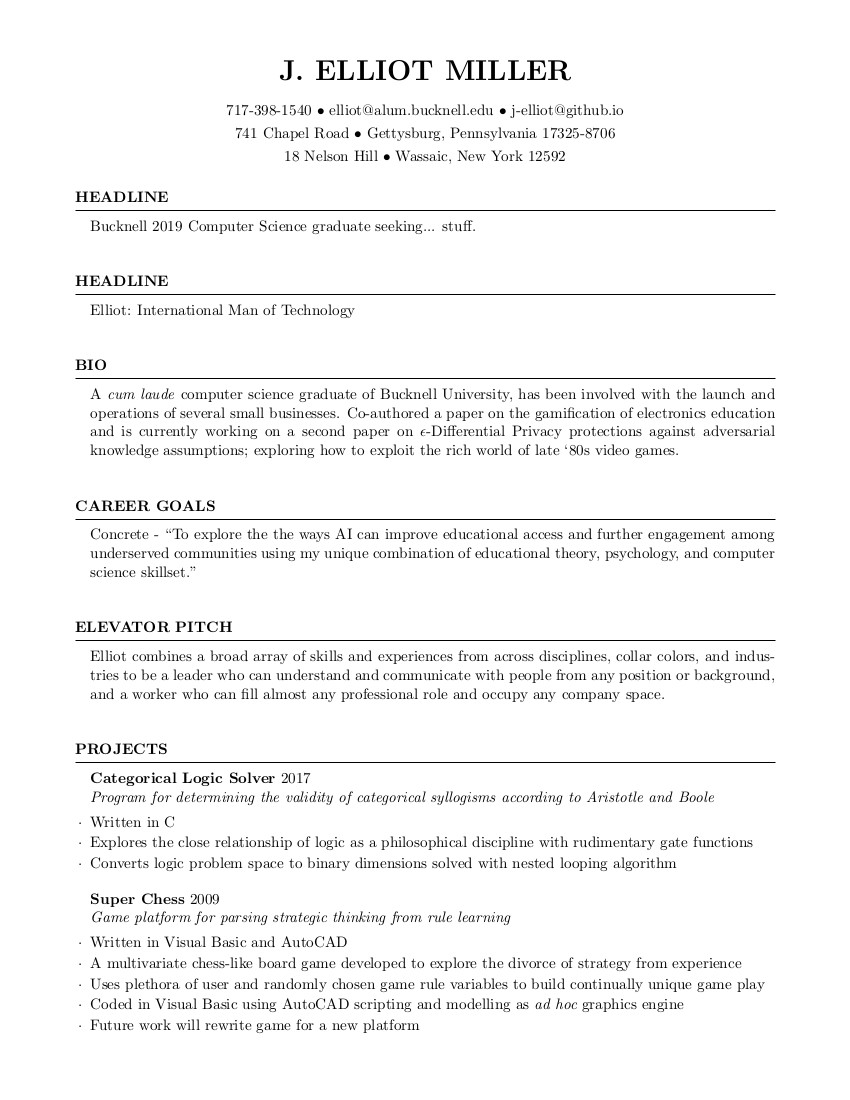 J. ELLIOT MILLER
717-398-1540 • elliot@alum.bucknell.edu • j-elliot@github.io
741 Chapel Road • Gettysburg, Pennsylvania 17325-8706
18 Nelson Hill • Wassaic, New York 12592
HEADLINE
Bucknell 2019 Computer Science graduate seeking... stuff.
HEADLINE
Elliot: International Man of Technology
BIO
A cum laude computer science graduate of Bucknell University, has been involved with the launch and
operations of several small businesses. Co-authored a paper on the gamification of electronics education
and is currently working on a second paper on ϵ-Differential Privacy protections against adversarial
knowledge assumptions; exploring how to exploit the rich world of late ‘80s video games.
CAREER GOALS
Concrete - “To explore the the ways AI can improve educational access and further engagement among
underserved communities using my unique combination of educational theory, psychology, and computer
science skillset.”
ELEVATOR PITCH
Elliot combines a broad array of skills and experiences from across disciplines, collar colors, and indus-
tries to be a leader who can understand and communicate with people from any position or background,
and a worker who can fill almost any professional role and occupy any company space.
PROJECTS
Categorical Logic Solver 2017
Program for determining the validity of categorical syllogisms according to Aristotle and Boole
· Written in C
· Explores the close relationship of logic as a philosophical discipline with rudimentary gate functions
· Converts logic problem space to binary dimensions solved with nested looping algorithm
Super Chess 2009
Game platform for parsing strategic thinking from rule learning
· Written in Visual Basic and AutoCAD
· A multivariate chess-like board game developed to explore the divorce of strategy from experience
· Uses plethora of user and randomly chosen game rule variables to build continually unique game play
· Coded in Visual Basic using AutoCAD scripting and modelling as ad hoc graphics engine
· Future work will rewrite game for a new platform